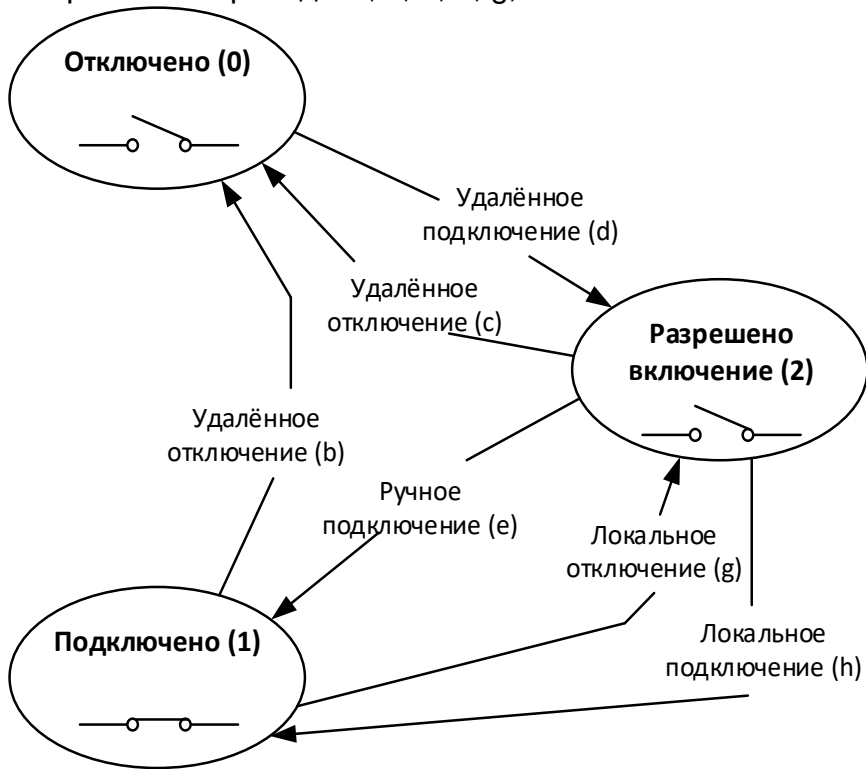 Отключено (0)
Удалённое
подключение (d)
Удалённое
отключение (c)
Разрешено
включение (2)
Удалённое
отключение (b)
Ручное
подключение (e)
Локальное
отключение (g)
Подключено (1)
Локальное
подключение (h)